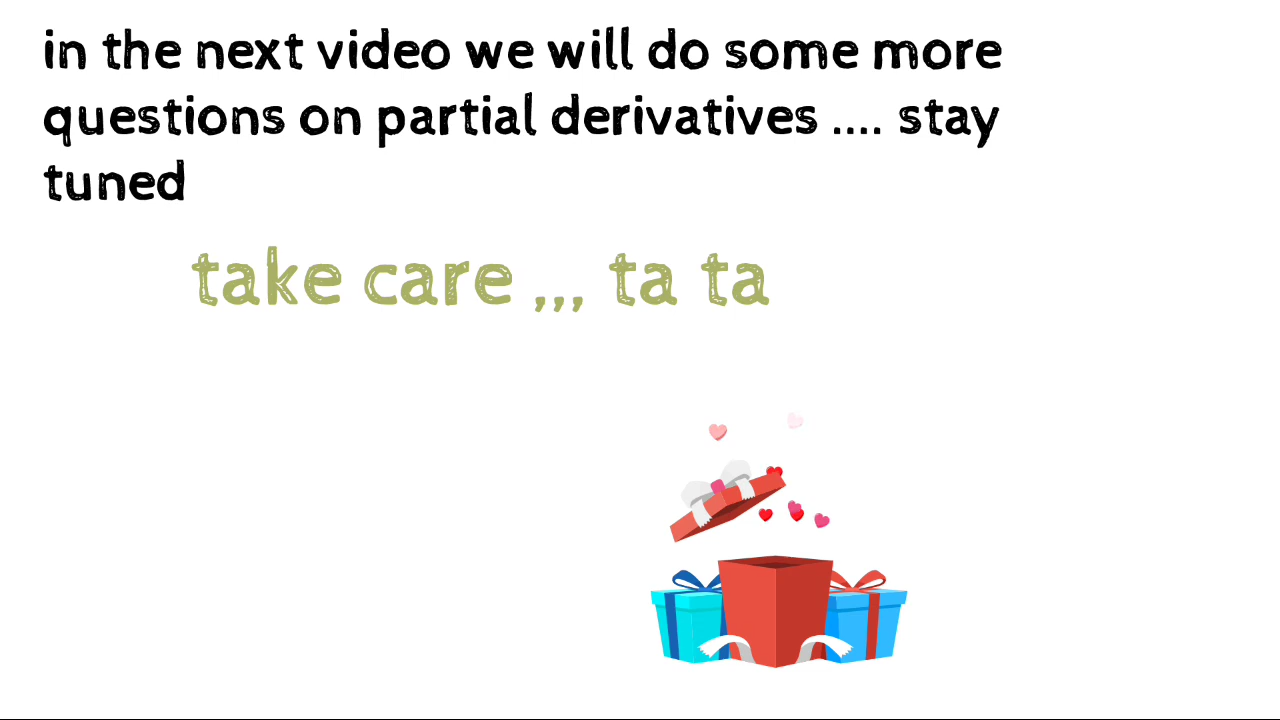 in the next video we will do some more
questions on partial derivatives .... stay
tuned
take care ,,, ta ta